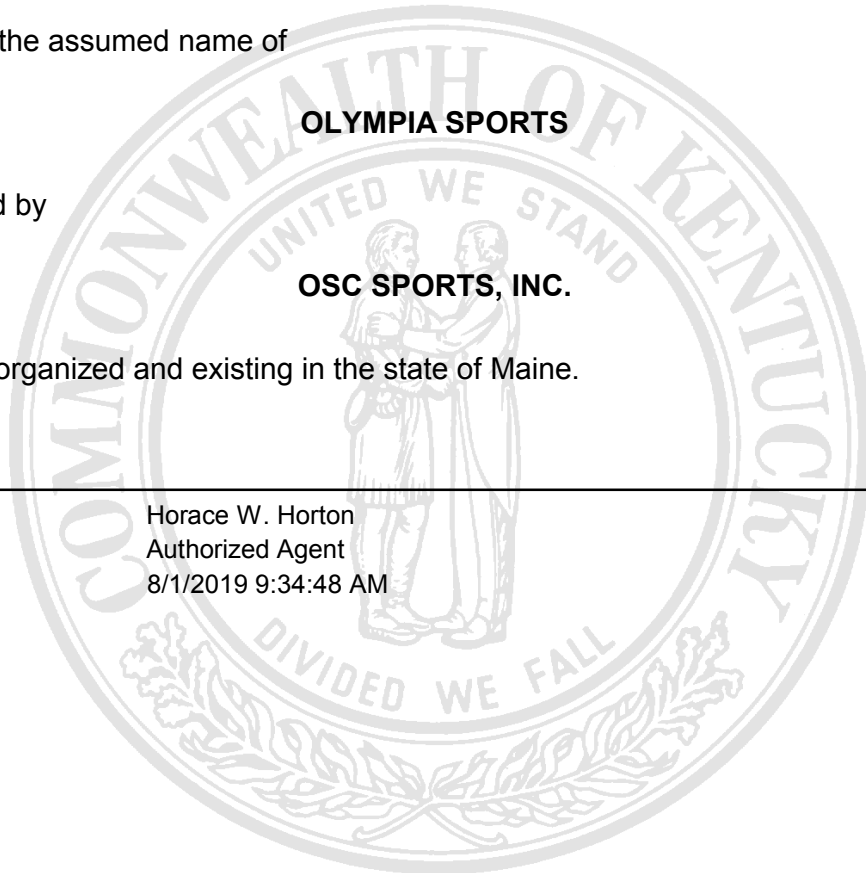 the assumed name of
OLYMPIA SPORTS
d by
OSC SPORTS, INC.
organized and existing in the state of Maine.
Horace W. Horton
Authorized Agent
8/1/2019 9:34:48 AM
COMMONWEALTH OF KENTUCKY
UNITED WE STAND
DIVIDED WE FALL